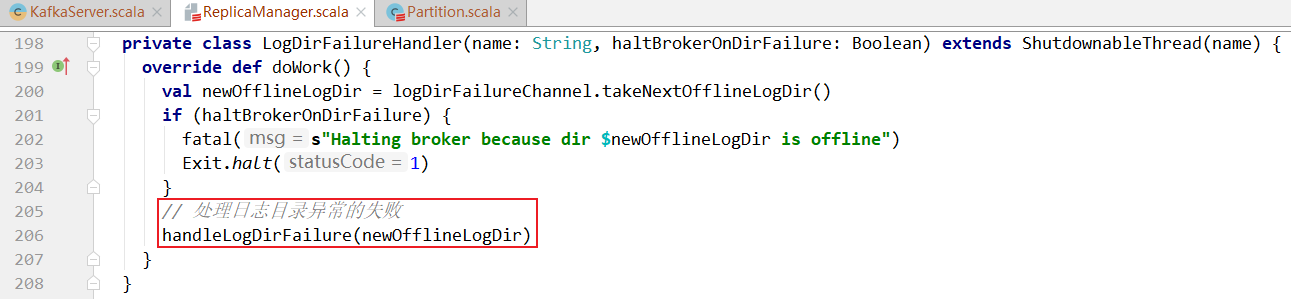 KafkaServer.scala ReplicaManager.scala Partition.scala
198 private class LogDirFailureHandler(name: String, haltBrokerOnDirFailure: Boolean) extends ShutdownableThread(name) {
199 override def doWork() {
200 val newOfflineLogDir = logDirFailureChannel.takeNextOfflineLogDir()
201 if (haltBrokerOnDirFailure) {
202 fatal( msg = s"Halting broker because dir $newOfflineLogDir is offline")
203 Exit.halt( statusCode = 1)
204 }
205 // 处理日志目录异常的失败
206 handleLogDirFailure(newOfflineLogDir)
207 }
208 }